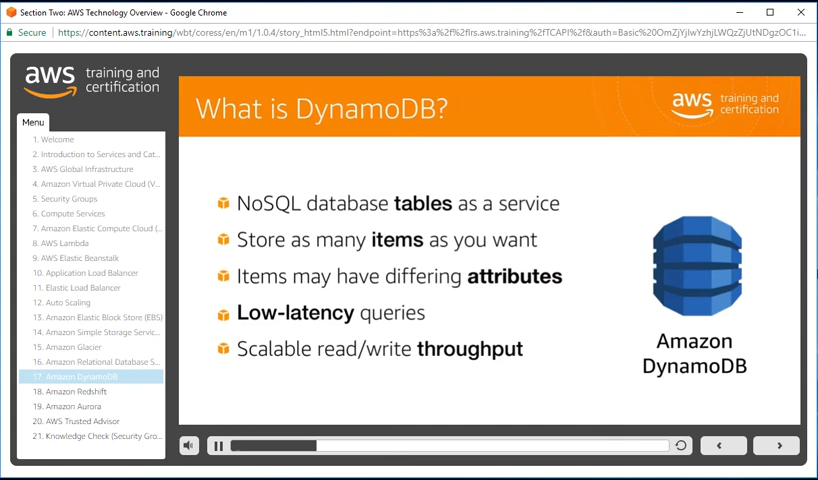 Section Two: AWS Technology Overview - Google Chrome
Secure
aws training and certification
Menu
1. Welcome
2. Introduction to Services and Cat...
3. AWS Global Infrastructure
4. Amazon Virtual Private Cloud (V...
5. Security Groups
6. Compute Services
7. Amazon Elastic Compute Cloud (...
8. AWS Lambda
9. AWS Elastic Beanstalk
10. Application Load Balancer
11. Elastic Load Balancer
12. Auto Scaling
13. Amazon Elastic Block Store (EBS)
14. Amazon Simple Storage Servic...
15. Amazon Glacier
16. Amazon Relational Database S...
17. Amazon DynamoDB
18. Amazon Redshift
19. Amazon Aurora
20. AWS Trusted Advisor
21. Knowledge Check (Security Gro...
What is DynamoDB?
aws training and certification
NoSQL database tables as a service
Store as many items as you want
Items may have differing attributes
Low-latency queries
Scalable read/write throughput
Amazon
DynamoDB